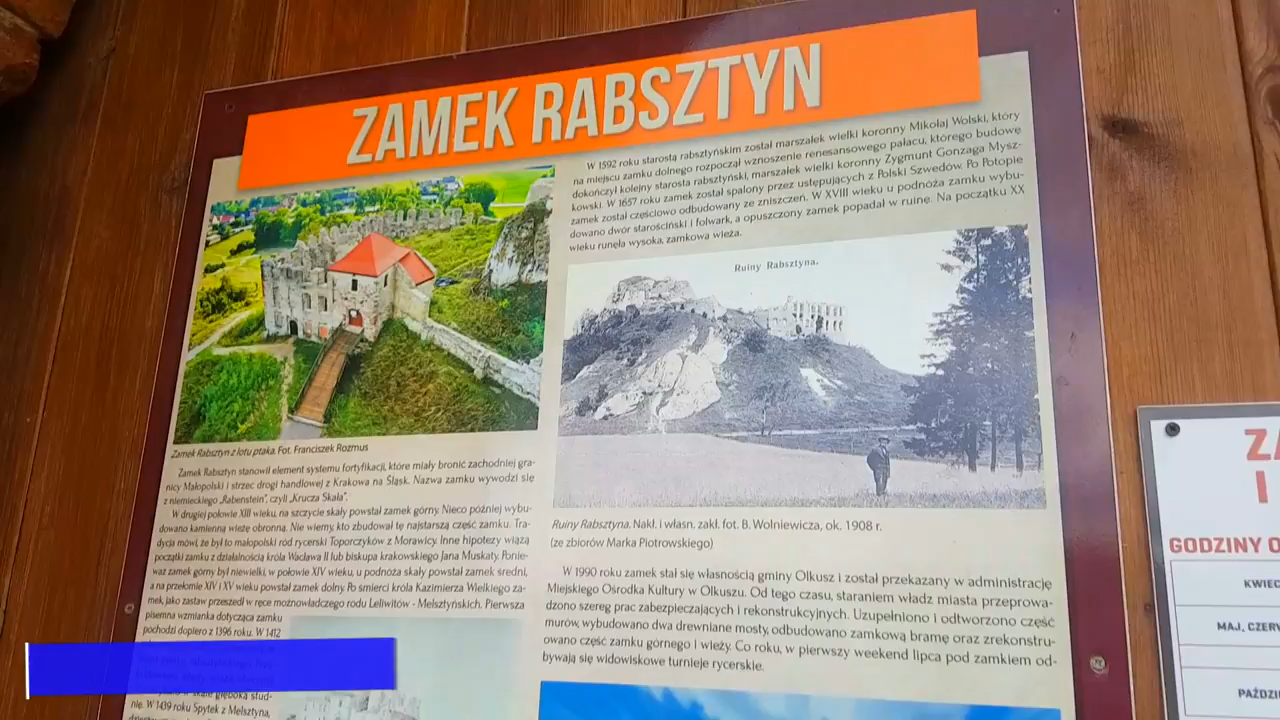 ZAMEK RABSZTYN
Zamek Rabsztyn z lotu ptaka. Fot. Franciszek Rozmus
Zamek Rabsztyn stanowił element systemu fortyfikacji, które miały bronić zachodniej gra-
nicy Małopolski i strzec drogi handlowej z Krakowa na Śląsk. Nazwa zamku wywodzi się
z niemieckiego „Rabenstein", czyli „Krucza Skała".
W drugiej połowie XIII wieku, na szczycie skały powstał zamek górny. Nieco później wybu-
dowano kamienną wieżę obronną. Nie wiemy, kto zbudował tę najstarszą część zamku. Tra-
dycja mówi, że był to małopolski ród rycerski Toporczyków z Morawicy. Inne hipotezy wiążą
początki zamku z działalnością króla Wacława II lub biskupa krakowskiego Jana Muskaty. Ponie-
waż zamek górny był niewielki, w połowie XIV wieku, u podnóża skały powstał zamek średni,
a na przełomie XIV i XV wieku powstał zamek dolny. Po śmierci króla Kazimierza Wielkiego za-
mek, jako zastaw przeszedł w ręce możnowładczego rodu Leliwitów - Melsztyńskich. Pierwsza
pisemna wzmianka dotycząca zamku
pochodzi dopiero z 1396 roku. W 1412
skale głęboką stud-
nię. W 1439 roku Spytek z Melsztyna,
W 1592 roku starostą rabsztyńskim został marszałek wielki koronny Mikołaj Wolski, który
na miejscu zamku dolnego rozpoczął wznoszenie renesansowego pałacu, którego budowę
dokończył kolejny starosta rabsztyński, marszałek wielki koronny Zygmunt Gonzaga Mysz-
kowski. W 1657 roku zamek został spalony przez ustępujących z Polski Szwedów. Po Potopie
zamek został częściowo odbudowany ze zniszczeń. W XVIII wieku u podnóża zamku wybu-
dowano dwór starościński i folwark, a opuszczony zamek popadał w ruinę. Na początku XX
wieku runęła wysoka, zamkowa wieża.
Ruiny Rabsztyna.
Ruiny Rabsztyna. Nakł. i własn. zakł. fot. B. Wolniewicza, ok. 1908 r.
(ze zbiorów Marka Piotrowskiego)
W 1990 roku zamek stał się własnością gminy Olkusz i został przekazany w administrację
Miejskiego Ośrodka Kultury w Olkuszu. Od tego czasu, staraniem władz miasta przeprowa-
dzono szereg prac zabezpieczających i rekonstrukcyjnych. Uzupełniono i odtworzono część
murów, wybudowano dwa drewniane mosty, odbudowano zamkową bramę oraz zrekonstru-
owano część zamku górnego i wieży. Co roku, w pierwszy weekend lipca pod zamkiem od-
bywają się widowiskowe turnieje rycerskie.
ZA
I
GODZINY O
KWIEC
MAJ, CZERW
PAŹDZI